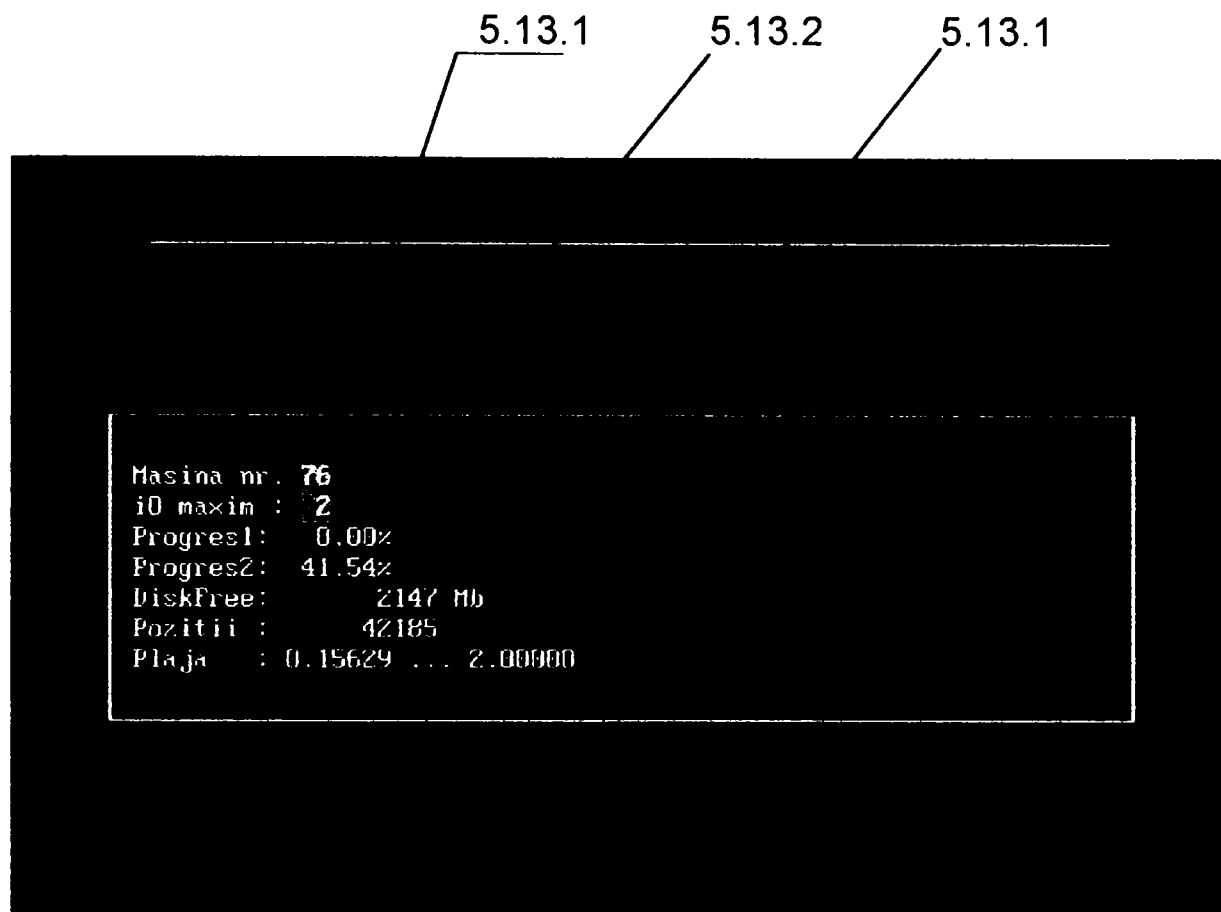 5.13.1 5.13.2 5.13.1
Masina nr. 76
i0 maxim : 2
Progres1: 0.00%
Progres2: 41.54%
DiskFree: 2147 Mb
Pozitii : 42185
Plaja : 0.15629 ... 2.00000